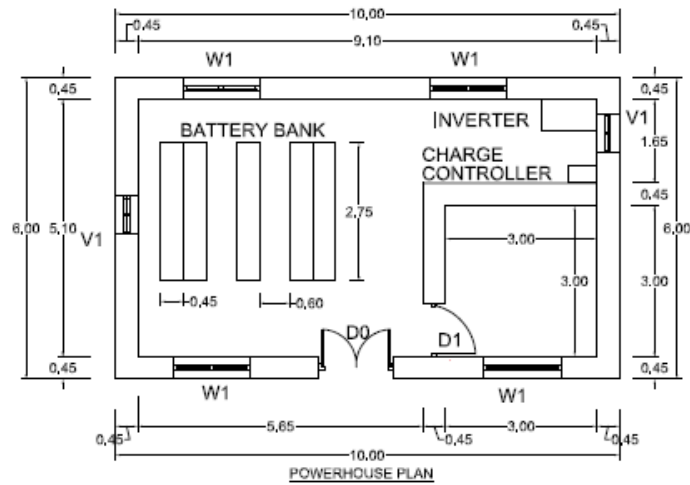 10,00
0,45 0,45
9,10
W1 W1
0,45 0,45
BATTERY BANK INVERTER V1
1,65
CHARGE
CONTROLLER
0,45
2,75
6,00 5,10 6,00
V1 3,00
3,00 3,00
0,45 0,60
D0 D1
0,45 0,45
W1 W1
5,65 3,00
0,45 0,45 0,45
10,00
POWERHOUSE PLAN